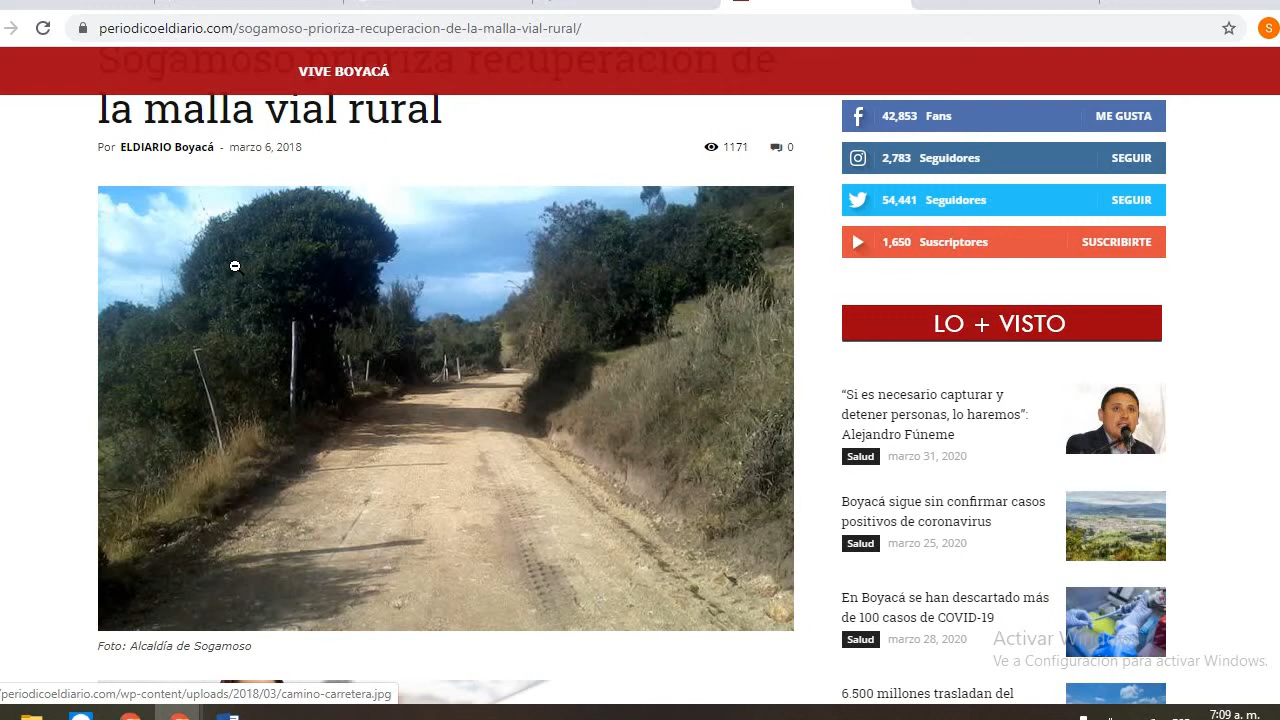 periodicoeldiario.com/sogamoso-prioriza-recuperacion-de-la-malla-vial-rural/
S
VIVE BOYACÁ
Sogamoso prioriza recuperación de
la malla vial rural
Por ELDIARIO Boyacá - marzo 6, 2018
1171
0
Foto: Alcaldía de Sogamoso
42,853 Fans
ME GUSTA
2,783 Seguidores
SEGUIR
54,441 Seguidores
SEGUIR
1,650 Suscriptores
SUSCRIBIRTE
LO + VISTO
“Si es necesario capturar y
detener personas, lo haremos”:
Alejandro Fúneme
Salud marzo 31, 2020
Boyacá sigue sin confirmar casos
positivos de coronavirus
Salud marzo 25, 2020
En Boyacá se han descartado más
de 100 casos de COVID-19
Salud marzo 28, 2020
6.500 millones trasladan del
Activar Windows
Ve a Configuración para activar Windows.
/periodicoeldiario.com/wp-content/uploads/2018/03/camino-carretera.jpg
7:09 a. m.